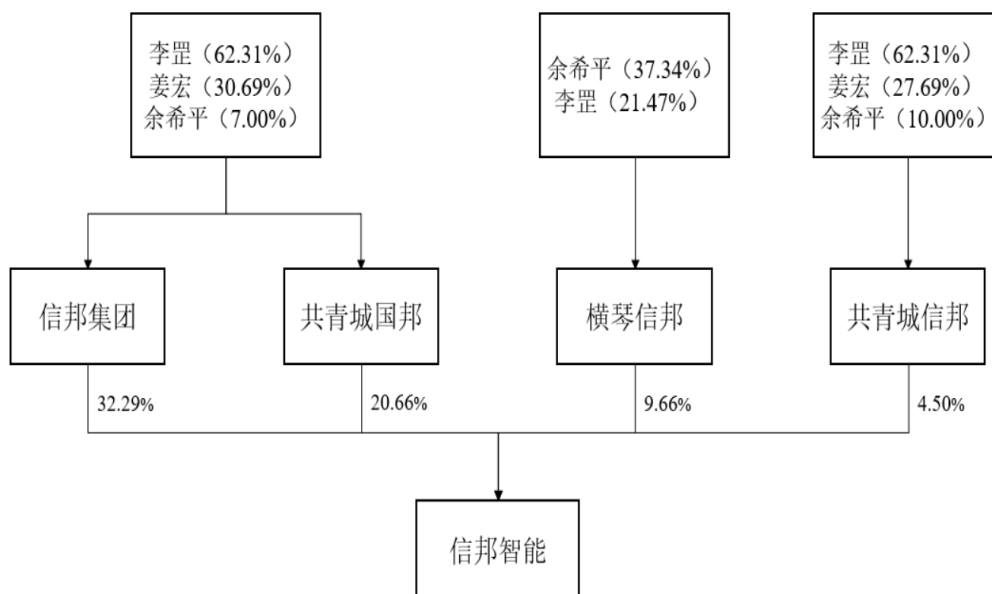 李罡（62.31%）
姜宏（30.69%）
余希平（7.00%）
余希平（37.34%）
李罡（21.47%）
李罡（62.31%）
姜宏（27.69%）
余希平（10.00%）
信邦集团
共青城国邦
横琴信邦
共青城信邦
32.29%
20.66%
9.66%
4.50%
信邦智能